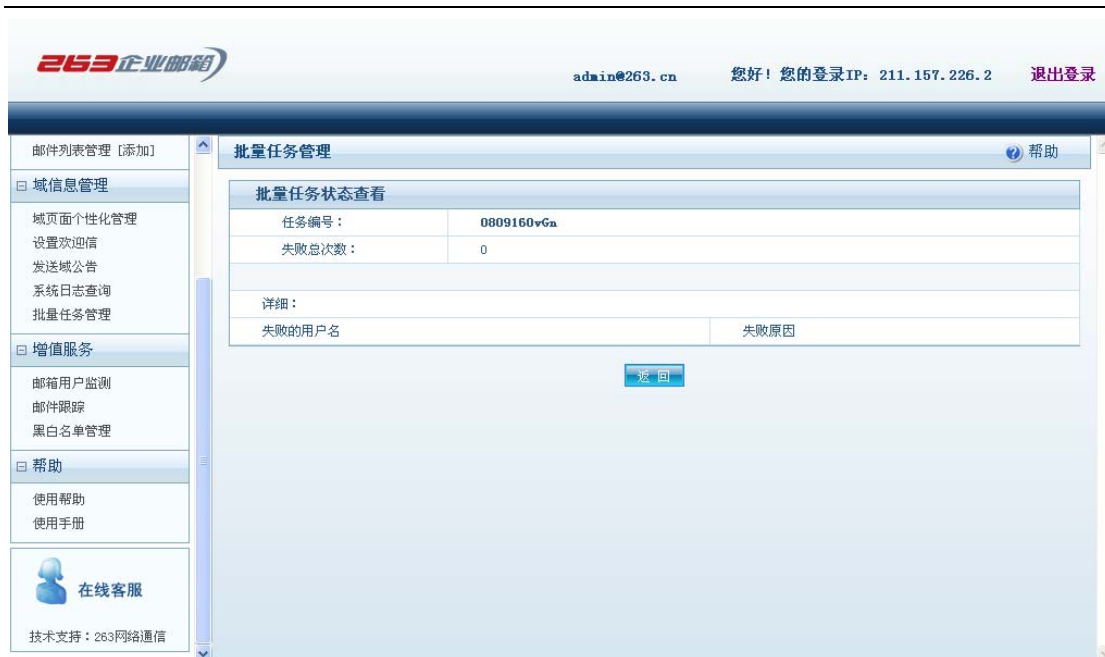 263企业邮箱
admin@263.cn 您好！您的登录IP：211.157.226.2 退出登录
邮件列表管理 [添加]
域信息管理
域页面个性化管理
设置欢迎信
发送域公告
系统日志查询
批量任务管理
增值服务
邮箱用户监测
邮件跟踪
黑白名单管理
帮助
使用帮助
使用手册
在线客服
技术支持：263网络通信
批量任务管理 帮助
批量任务状态查看
任务编号： 0809160vGn
失败总次数： 0
详细：
失败的用户名 失败原因
返 回